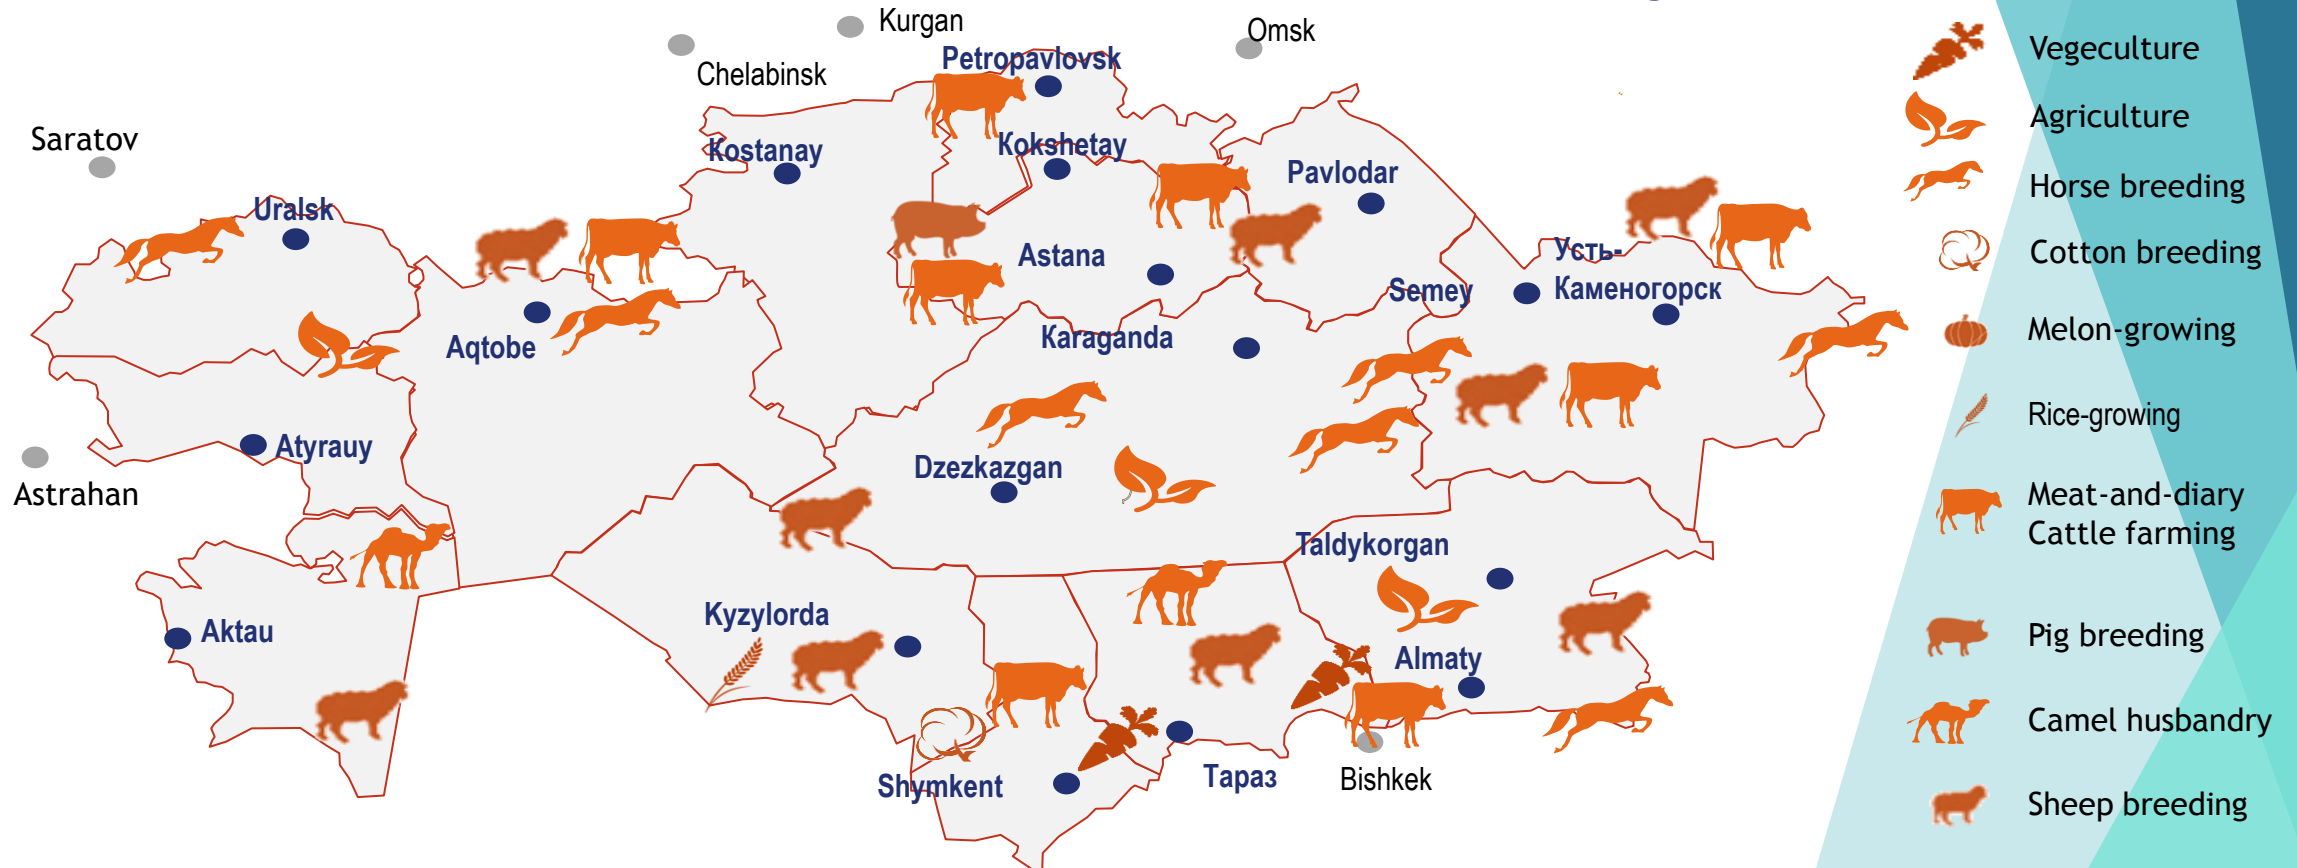 Kurgan
Omsk
Petropavlovsk
Chelabinsk
Saratov
Kostanay
Kokshetay
Pavlodar
Uralsk
Astana
Усть-
Каменогорск
Semey
Aqtobe
Karaganda
Atyrauy
Dzezkazgan
Astrahan
Taldykorgan
Kyzylorda
Aktau
Almaty
Shymkent
Тараз
Bishkek
Vegeculture
Agriculture
Horse breeding
Cotton breeding
Melon-growing
Rice-growing
Meat-and-diary
Cattle farming
Pig breeding
Camel husbandry
Sheep breeding